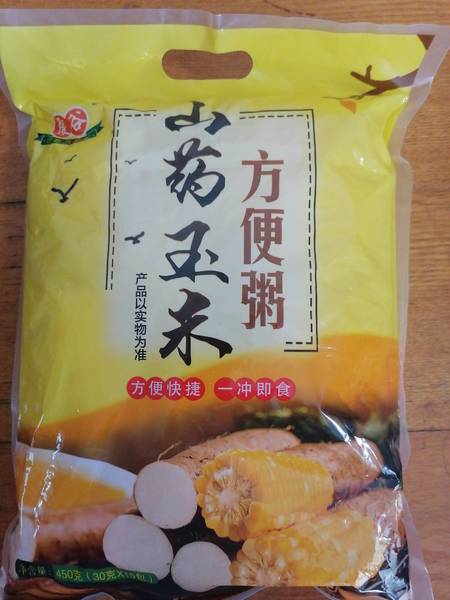 山药玉米
方便粥
产品以实物为准
方便快捷 一冲即食
净含量：450克（30克X15包）